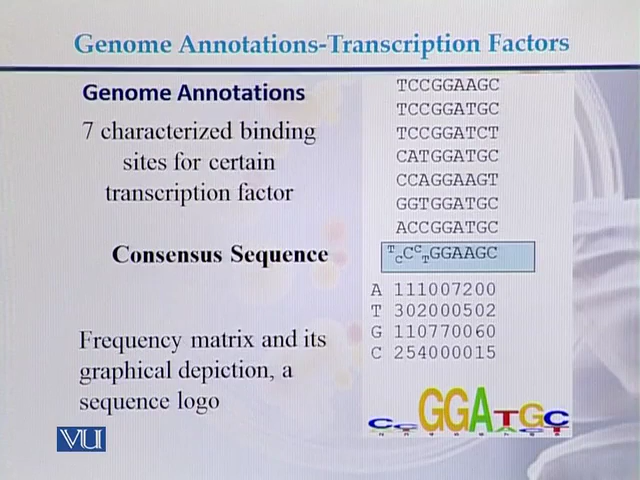 Genome Annotations-Transcription Factors
Genome Annotations
7 characterized binding
sites for certain
transcription factor
TCCGGAAGC
TCCGGATGC
TCCGGATCT
CATGGATGC
CCAGGAAGT
GGTGGATGC
ACCGGATGC
Consensus Sequence
TCCCTGGAAGC
A 111007200
T 302000502
G 110770060
C 254000015
Frequency matrix and its
graphical depiction, a
sequence logo
CCGGATGC
VU